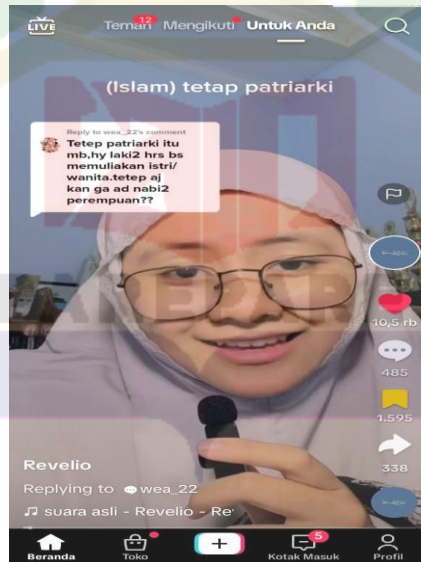 LIVE
Teman 12 Mengikuti Untuk Anda
(Islam) tetap patriarki
Reply to wea_22's comment
Tetep patriarki itu
mb,hy laki2 hrs bs
memuliakan istri/
wanita.tetep aj
kan ga ad nabi2
perempuan??
10,5 rb
485
1.595
338
Revelio
Replying to wea_22
suara asli - Revelio - Re
Beranda
Toko
5
Kotak Masuk
Profil